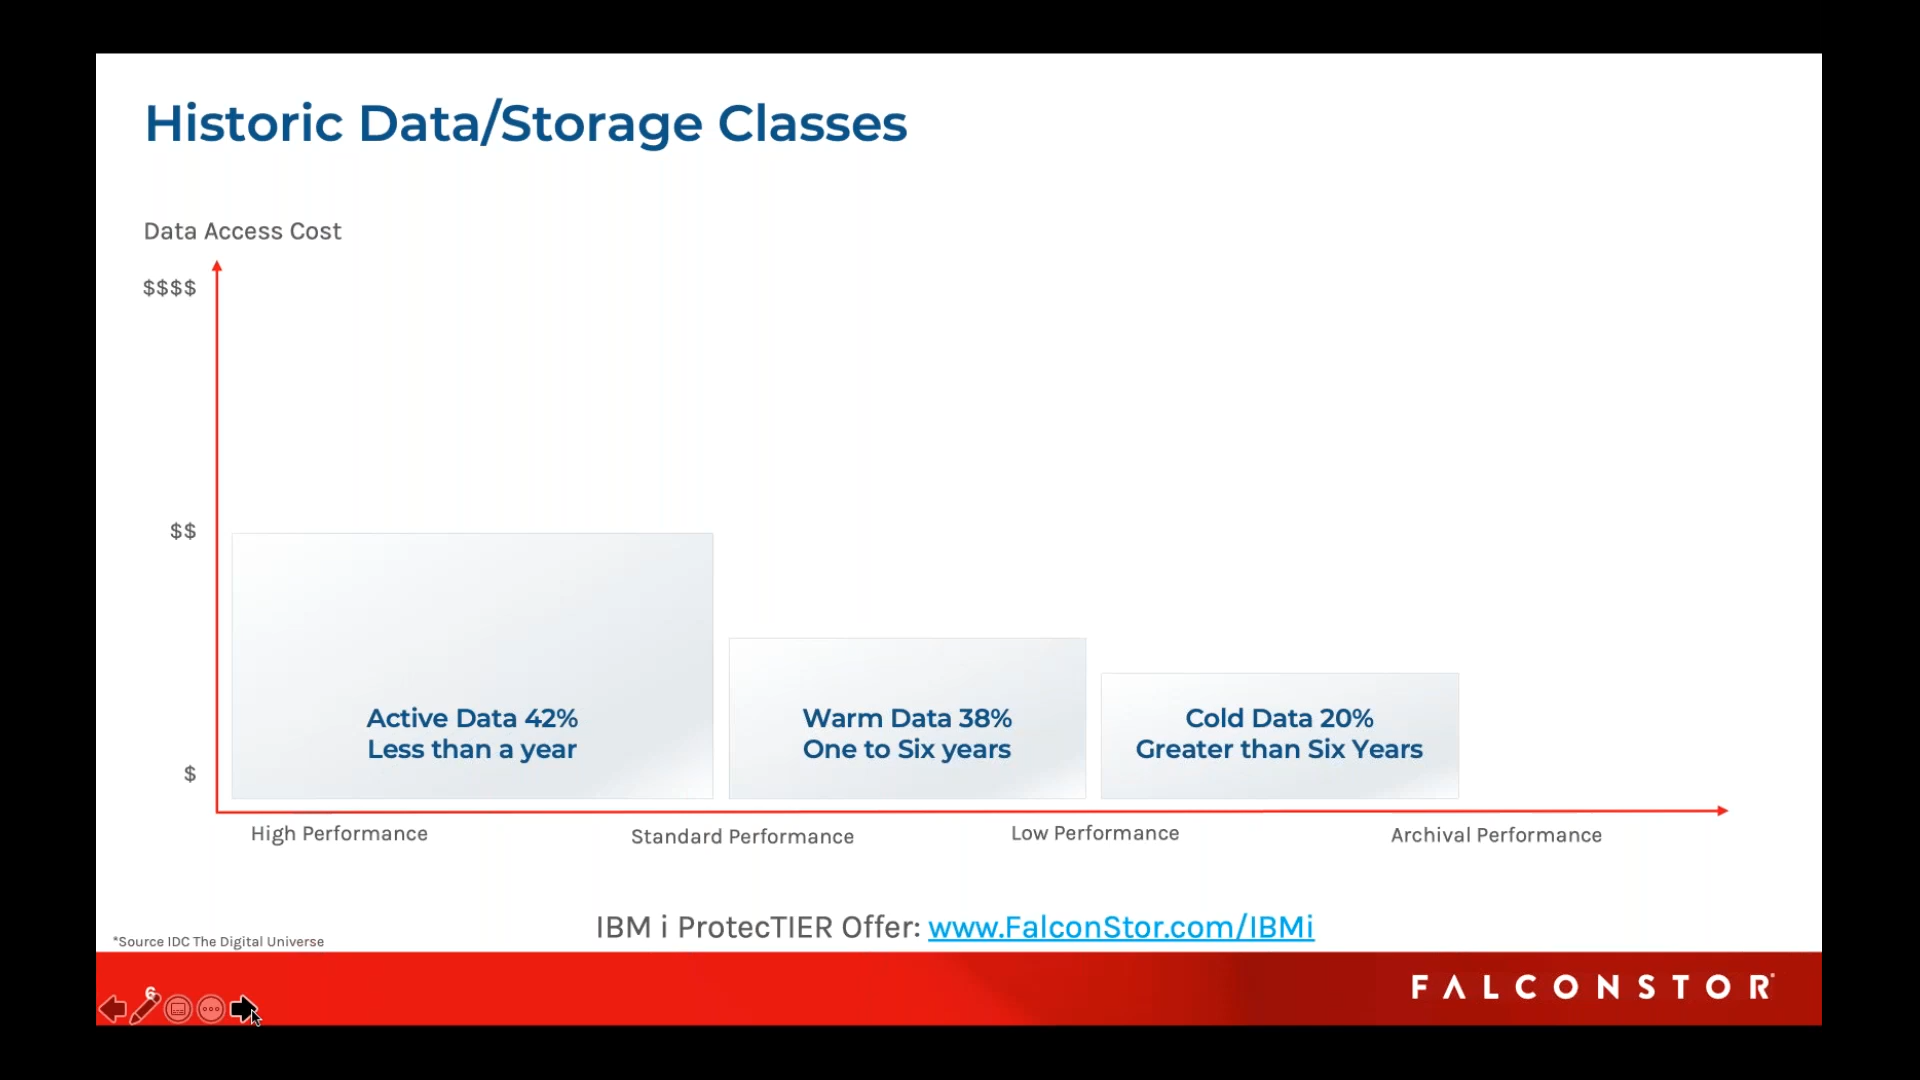 Historic Data/Storage Classes
Data Access Cost
$$$$
$$
$
Active Data 42%
Less than a year
Warm Data 38%
One to Six years
Cold Data 20%
Greater than Six Years
High Performance
Standard Performance
Low Performance
Archival Performance
IBM i ProtecTIER Offer: www.FalconStor.com/IBMi
*Source IDC The Digital Universe
6
FALCONSTOR